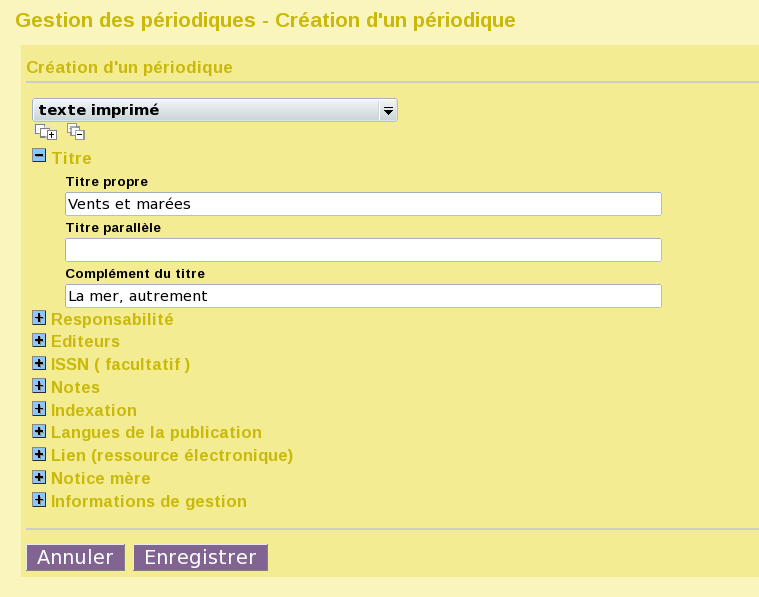 Gestion des périodiques - Création d'un périodique
Création d'un périodique
texte imprimé
Titre
Titre propre
Vents et marées
Titre parallèle
Complément du titre
La mer, autrement
Responsabilité
Editeurs
ISSN ( facultatif )
Notes
Indexation
Langues de la publication
Lien (ressource électronique)
Notice mère
Informations de gestion
Annuler Enregistrer